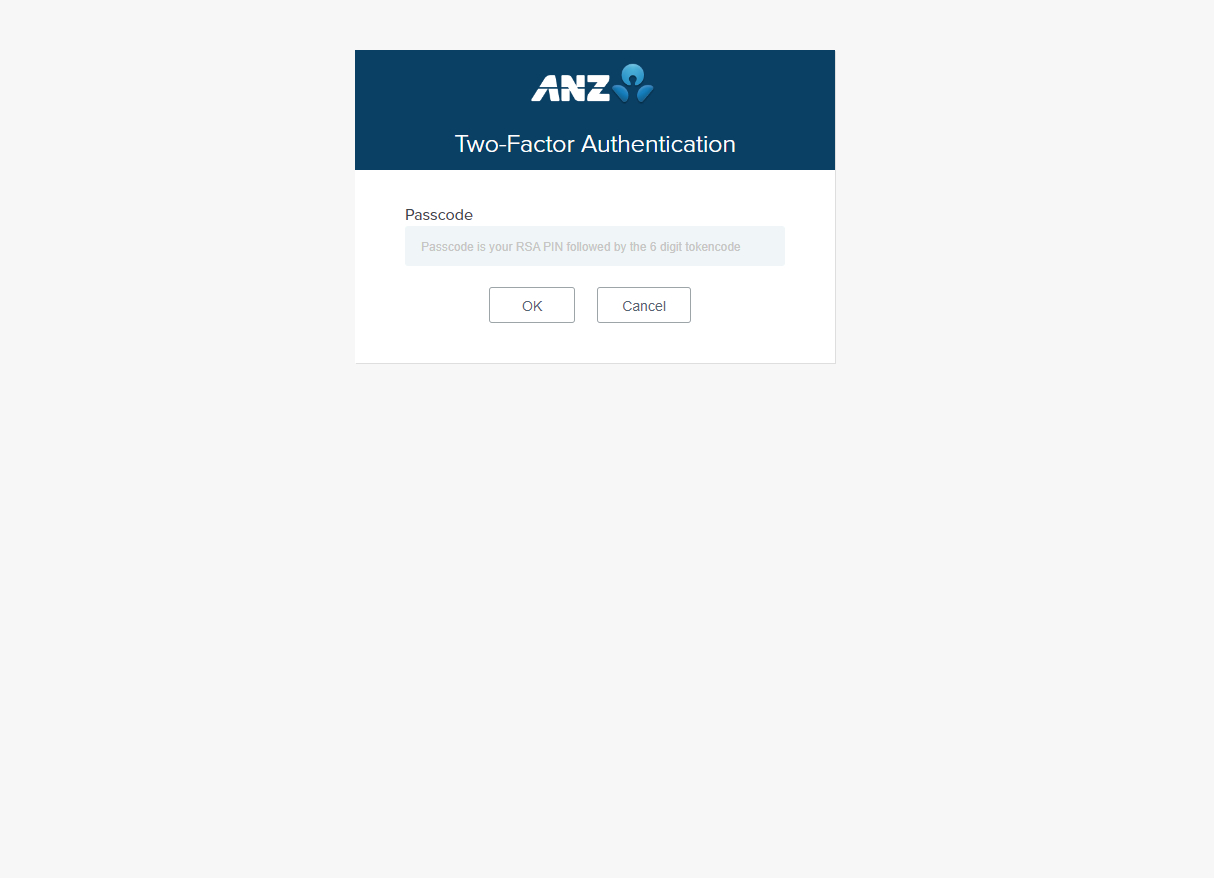 ANZ
Two-Factor Authentication
Passcode
Passcode is your RSA PIN followed by the 6 digit tokencode
OK
Cancel